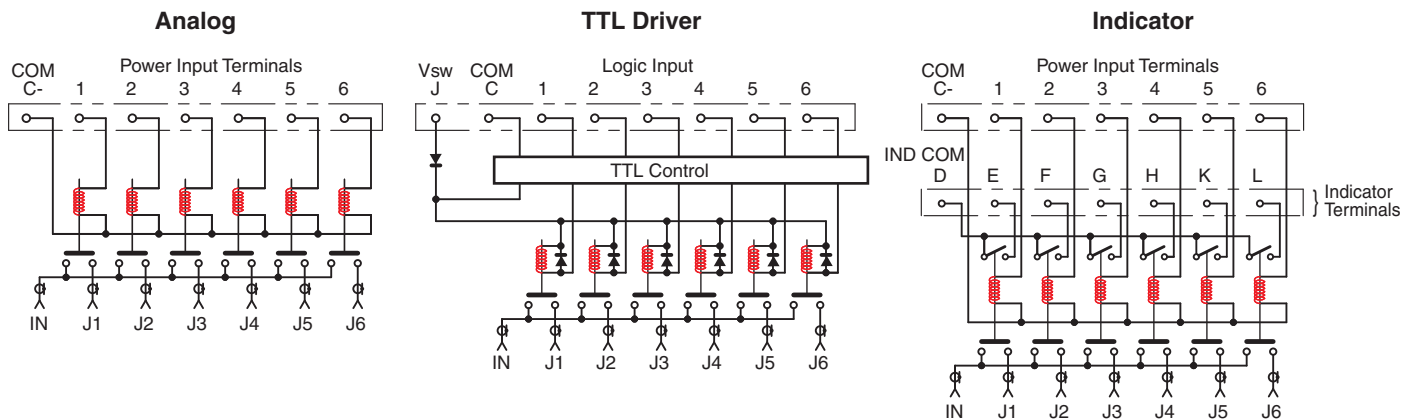 Analog
COM Power Input Terminals
C- 1 2 3 4 5 6
IN J1 J2 J3 J4 J5 J6
TTL Driver
Vsw COM Logic Input
J C 1 2 3 4 5 6
TTL Control
IN J1 J2 J3 J4 J5 J6
Indicator
COM Power Input Terminals
C- 1 2 3 4 5 6
IND COM
D E F G H K L
Indicator
Terminals
IN J1 J2 J3 J4 J5 J6